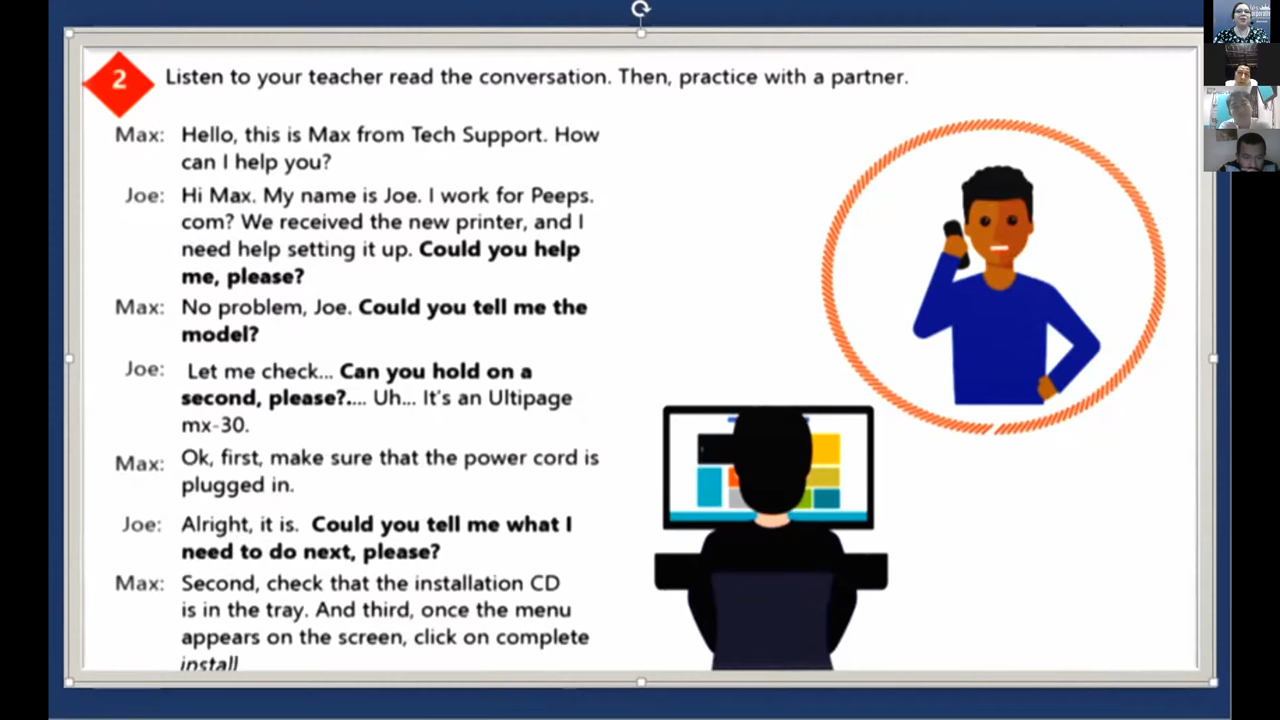 2
Listen to your teacher read the conversation. Then, practice with a partner.
Max: Hello, this is Max from Tech Support. How
can I help you?
Joe: Hi Max. My name is Joe. I work for Peeps.
com? We received the new printer, and I
need help setting it up. Could you help
me, please?
Max: No problem, Joe. Could you tell me the
model?
Joe: Let me check... Can you hold on a
second, please?.... Uh... It's an Ultipage
mx-30.
Max: Ok, first, make sure that the power cord is
plugged in.
Joe: Alright, it is. Could you tell me what I
need to do next, please?
Max: Second, check that the installation CD
is in the tray. And third, once the menu
appears on the screen, click on complete
install